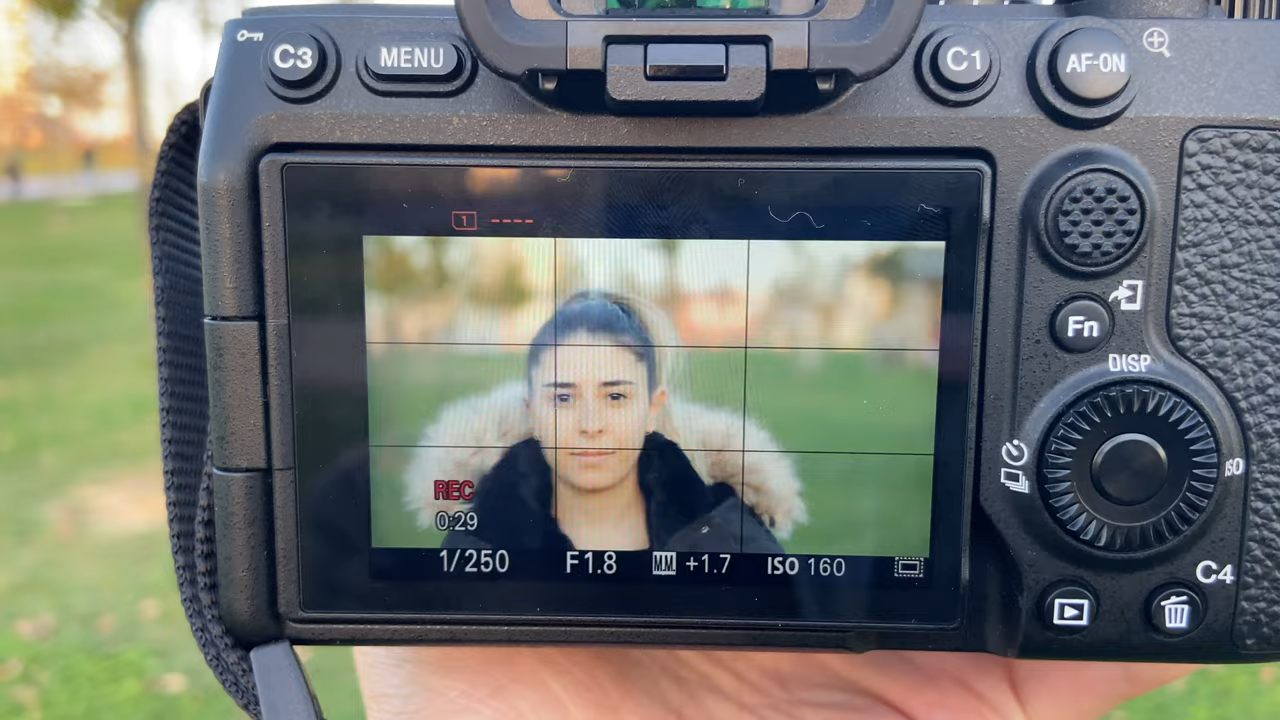 C3
MENU
C1
AF-ON
1 ----
Fn
DISP
ISO
REC
0:29
1/250 F1.8 M.M. +1.7 ISO 160
C4